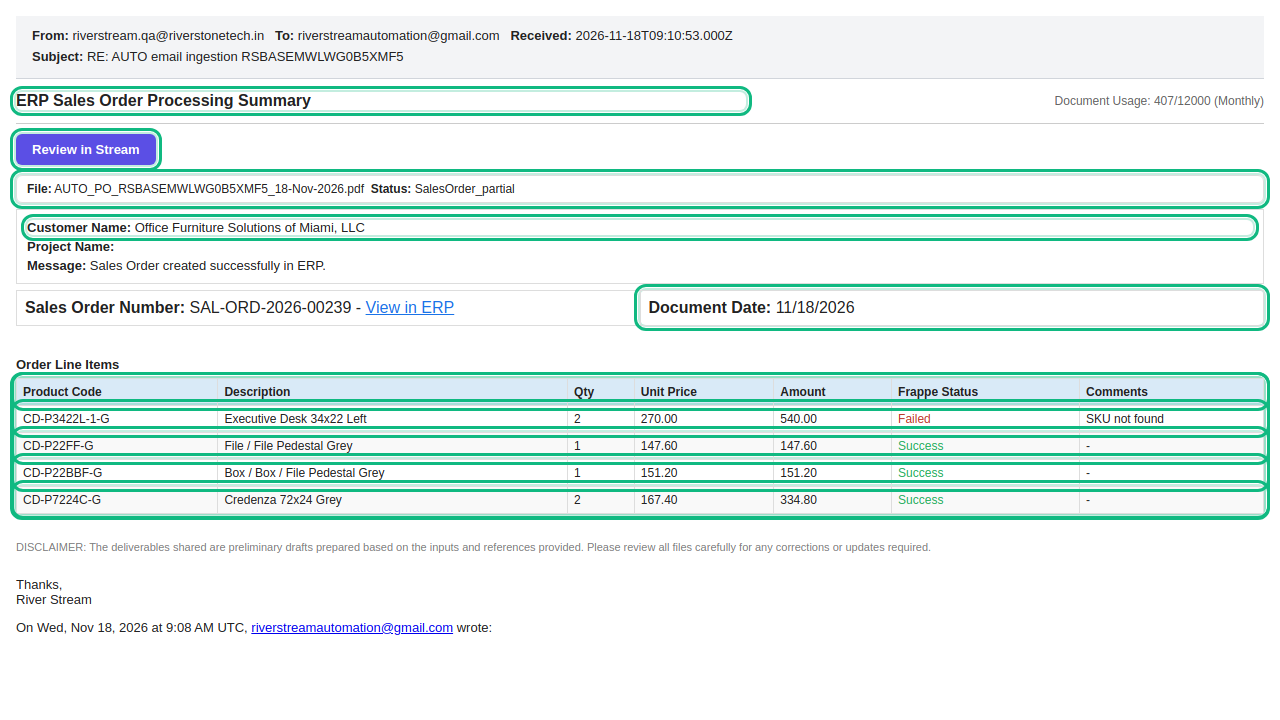 From: riverstream.qa@riverstonetech.in To: riverstreamautomation@gmail.com Received: 2026-11-18T09:10:53.000Z
Subject: RE: AUTO email ingestion RSBASEMWLWG0B5XMF5
ERP Sales Order Processing Summary
Document Usage: 407/12000 (Monthly)
Review in Stream
File: AUTO_PO_RSBASEMWLWG0B5XMF5_18-Nov-2026.pdf Status: SalesOrder_partial
Customer Name: Office Furniture Solutions of Miami, LLC
Project Name:
Message: Sales Order created successfully in ERP.
Sales Order Number: SAL-ORD-2026-00239 - View in ERP
Document Date: 11/18/2026
Order Line Items
Product Code Description Qty Unit Price Amount Frappe Status Comments
CD-P3422L-1-G Executive Desk 34x22 Left 2 270.00 540.00 Failed SKU not found
CD-P22FF-G File / File Pedestal Grey 1 147.60 147.60 Success -
CD-P22BBF-G Box / Box / File Pedestal Grey 1 151.20 151.20 Success -
CD-P7224C-G Credenza 72x24 Grey 2 167.40 334.80 Success -
DISCLAIMER: The deliverables shared are preliminary drafts prepared based on the inputs and references provided. Please review all files carefully for any corrections or updates required.
Thanks,
River Stream
On Wed, Nov 18, 2026 at 9:08 AM UTC, riverstreamautomation@gmail.com wrote: